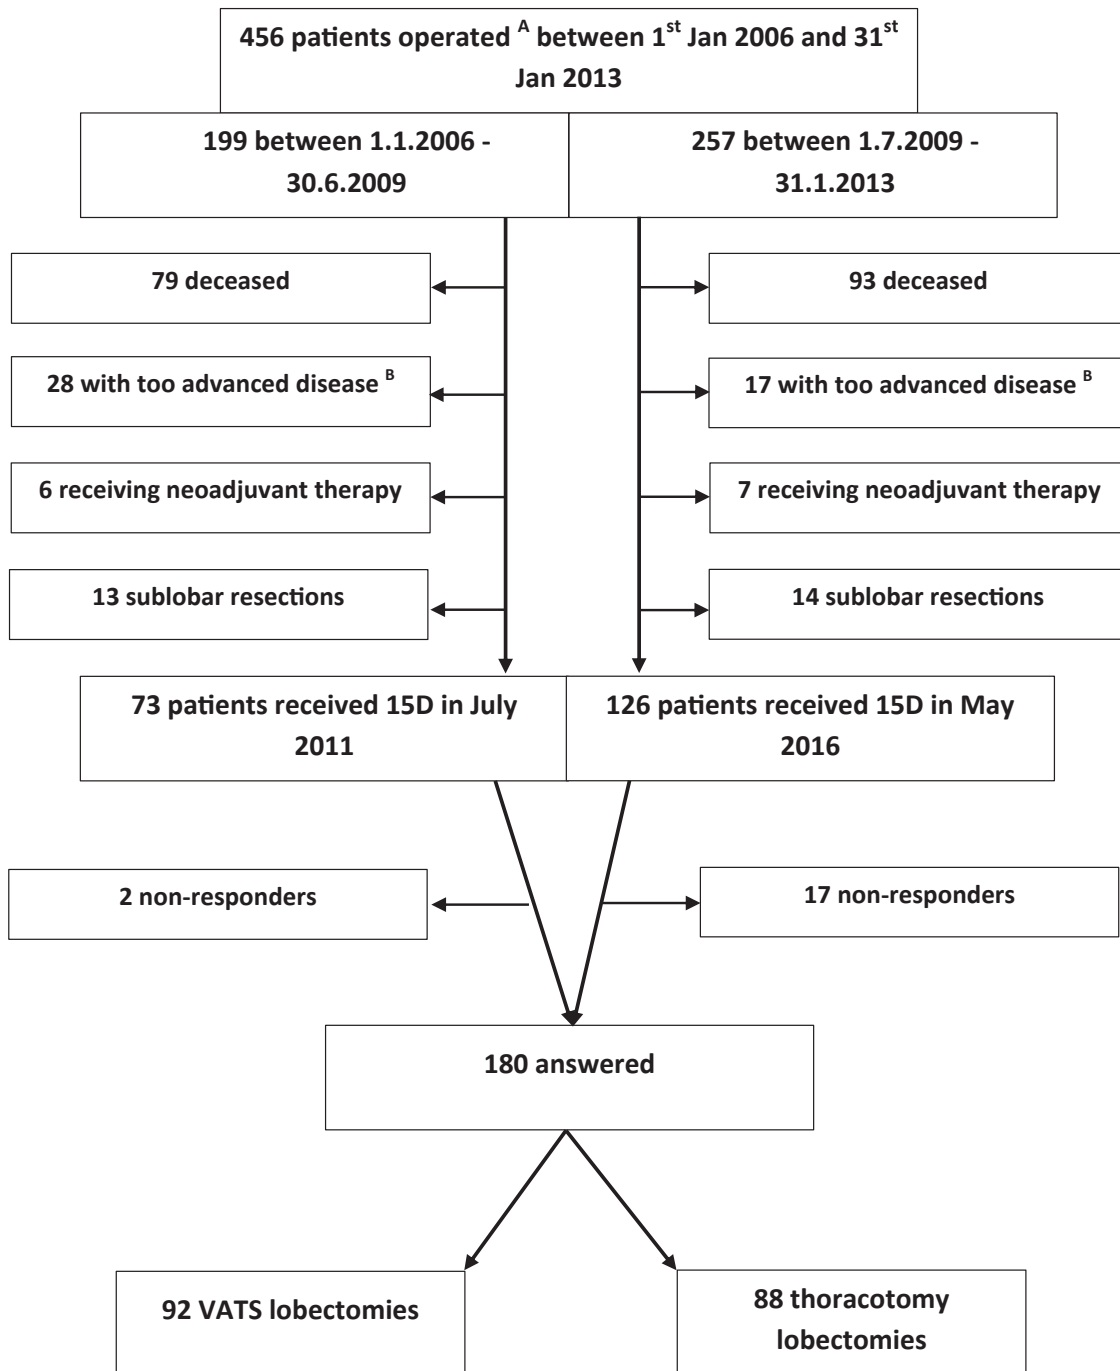 456 patients operated A between 1st Jan 2006 and 31st
Jan 2013
199 between 1.1.2006 -
30.6.2009
257 between 1.7.2009 -
31.1.2013
79 deceased
93 deceased
28 with too advanced disease B
17 with too advanced disease B
6 receiving neoadjuvant therapy
7 receiving neoadjuvant therapy
13 sublobar resections
14 sublobar resections
73 patients received 15D in July
2011
126 patients received 15D in May
2016
2 non-responders
17 non-responders
180 answered
92 VATS lobectomies
88 thoracotomy
lobectomies